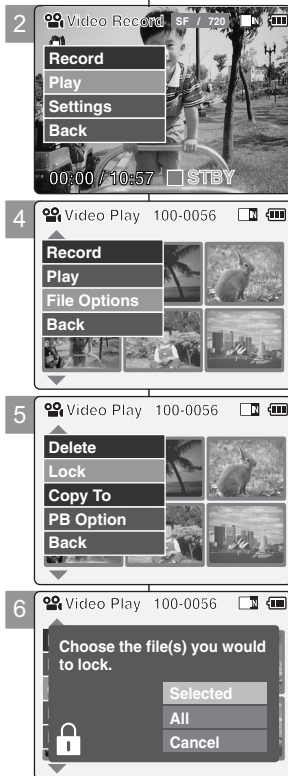 2
Video Record SF / 720 N
Record
Play
Settings
Back
00:00 / 10:57 STBY
4
Video Play 100-0056 N
Record
Play
File Options
Back
5
Video Play 100-0056 N
Delete
Lock
Copy To
PB Option
Back
6
Video Play 100-0056 N
Choose the file(s) you would
to lock.
Selected
All
Cancel